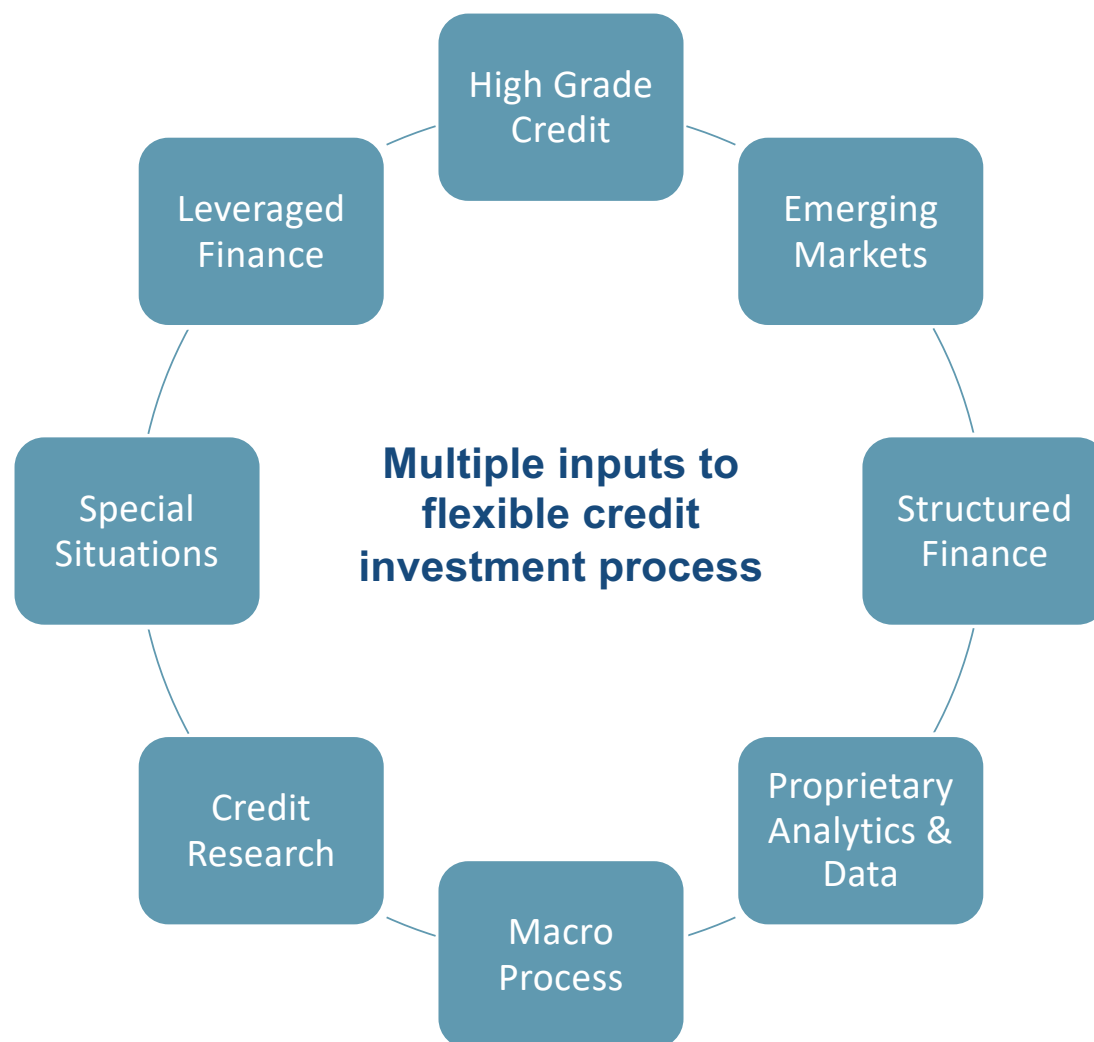 High Grade
Credit
Emerging
Markets
Structured
Finance
Proprietary
Analytics &
Data
Macro
Process
Credit
Research
Special
Situations
Leveraged
Finance
Multiple inputs to
flexible credit
investment process